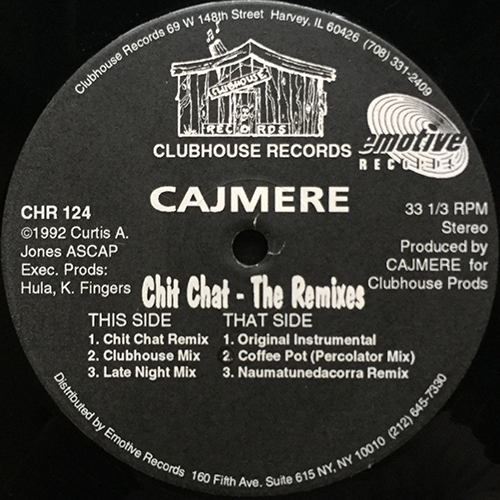 Clubhouse Records 69 W 148th Street Harvey, IL 60426 (708) 331-2409
CLUBHOUSE
RECORDS
CLUBHOUSE RECORDS
emotive
RECORDS
CAJMERE
CHR 124
©1992 Curtis A.
Jones ASCAP
Exec. Prods:
Hula, K. Fingers
33 1/3 RPM
Stereo
Produced by
CAJMERE for
Clubhouse Prods
Chit Chat - The Remixes
THIS SIDE
1. Chit Chat Remix
2. Clubhouse Mix
3. Late Night Mix
THAT SIDE
1. Original Instrumental
2. Coffee Pot (Percolator Mix)
3. Naumatunedacorra Remix
Distributed by Emotive Records 160 Fifth Ave. Suite 615 NY, NY 10010 (212) 645-7330